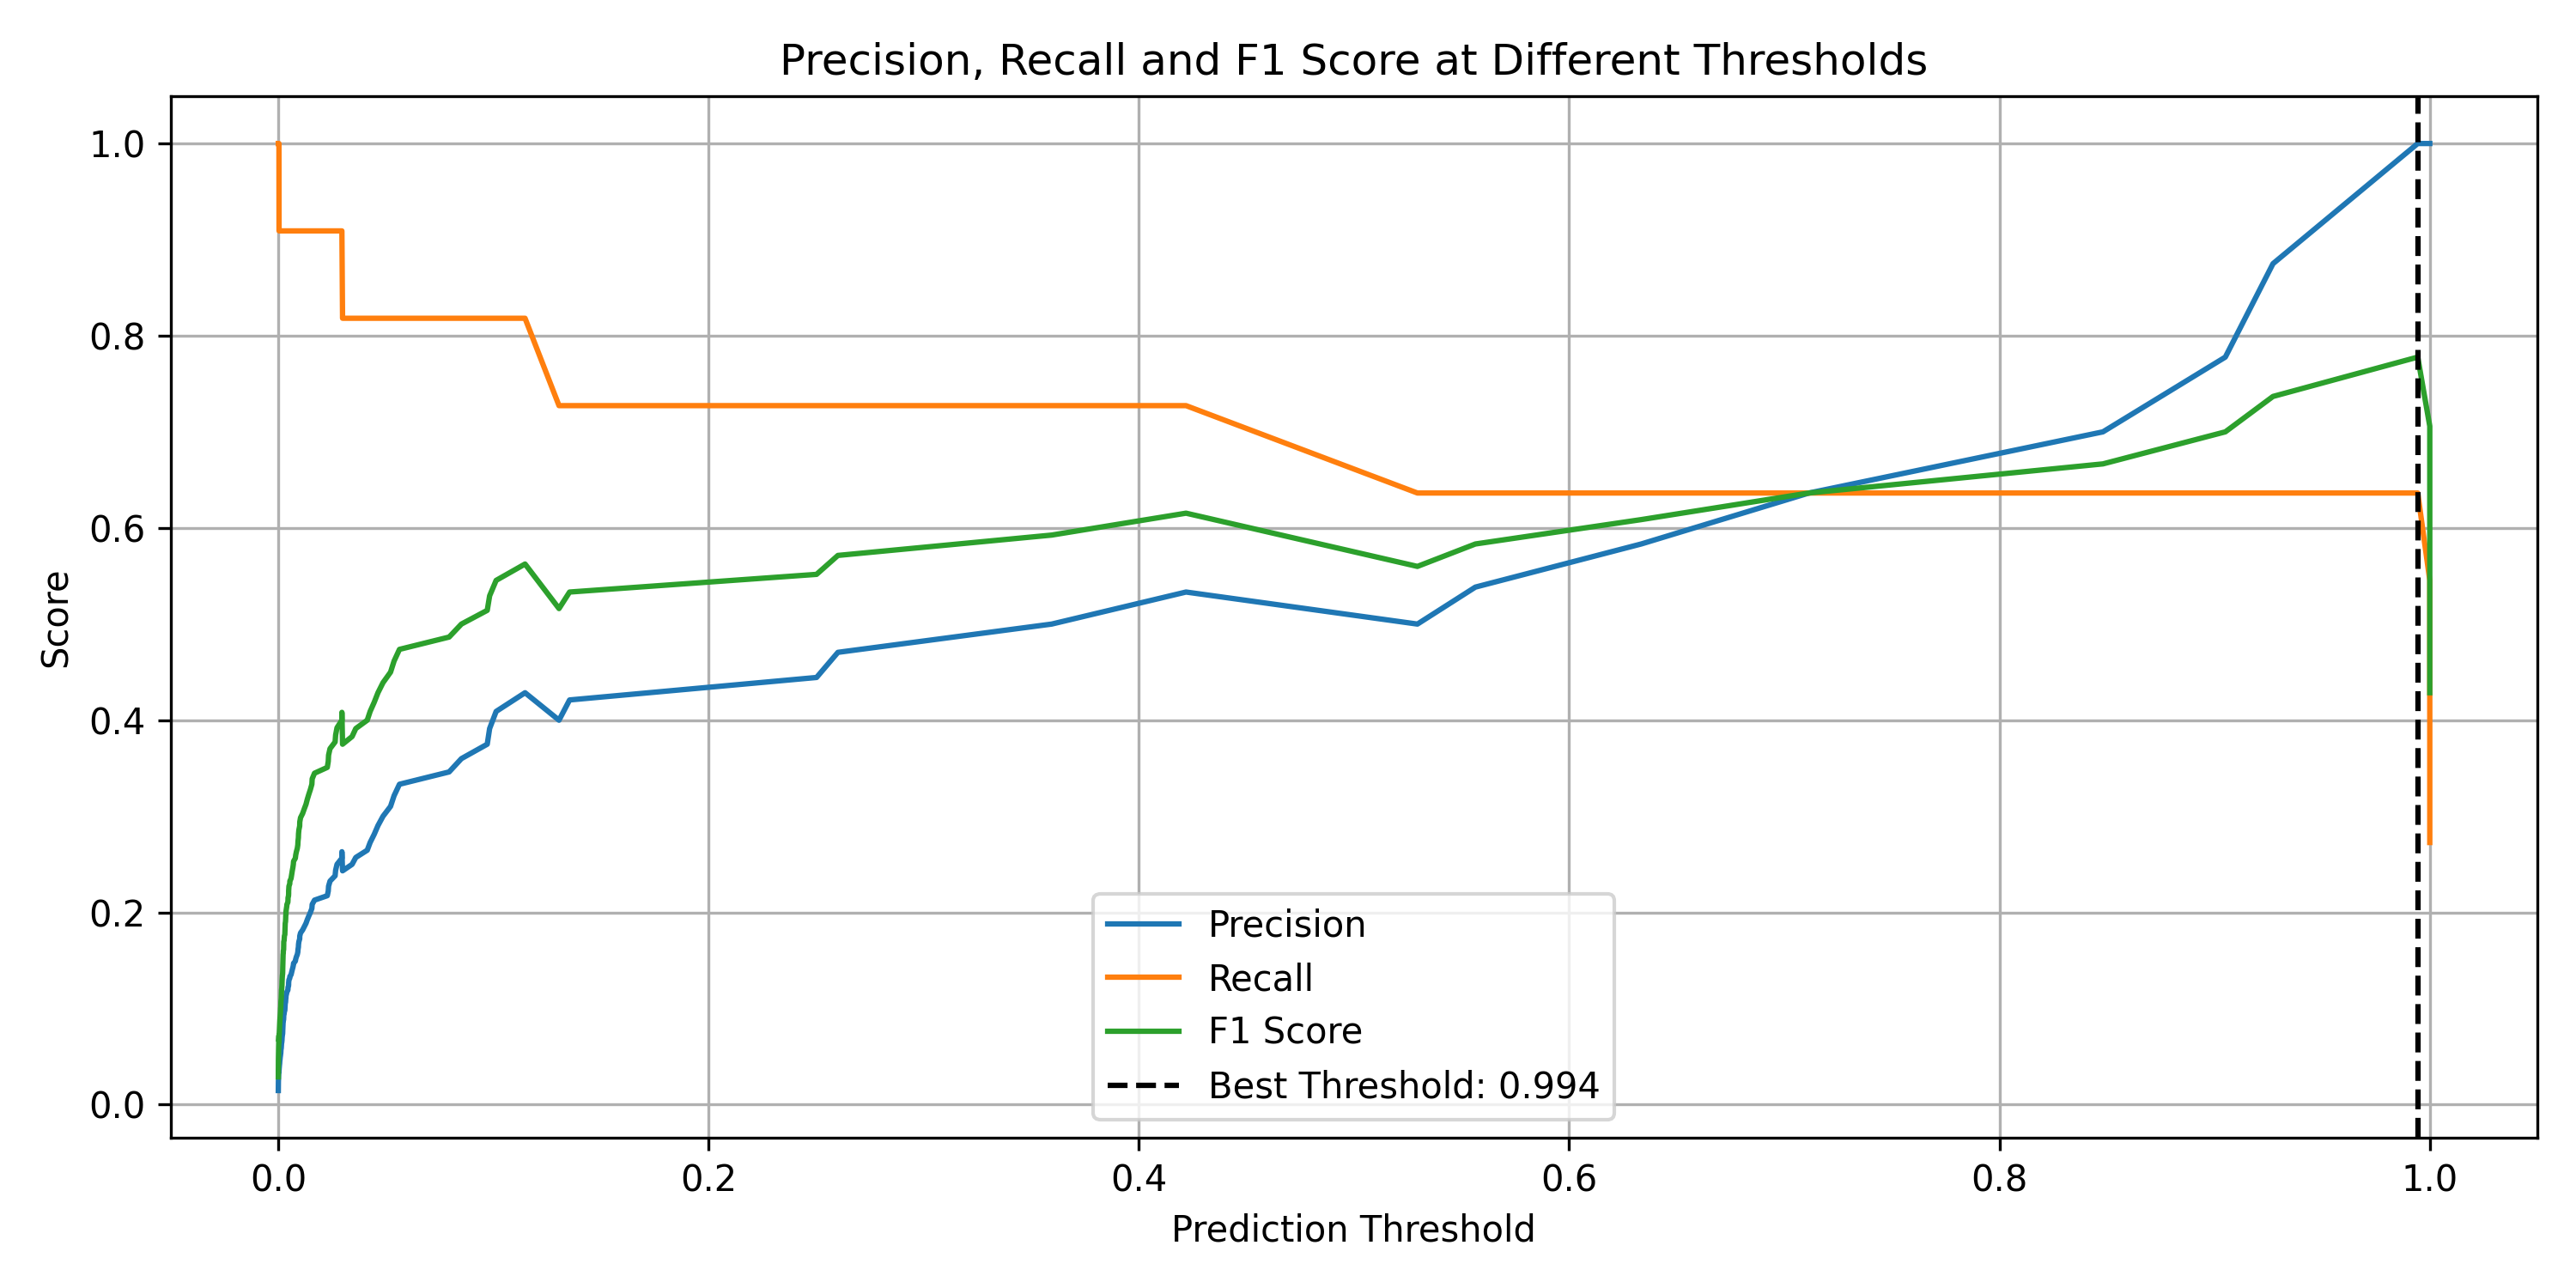 Precision, Recall and F1 Score at Different Thresholds
1.0
0.8
0.6
0.4
0.2
0.0
Score
Precision
Recall
F1 Score
Best Threshold: 0.994
0.0 0.2 0.4 0.6 0.8 1.0
Prediction Threshold